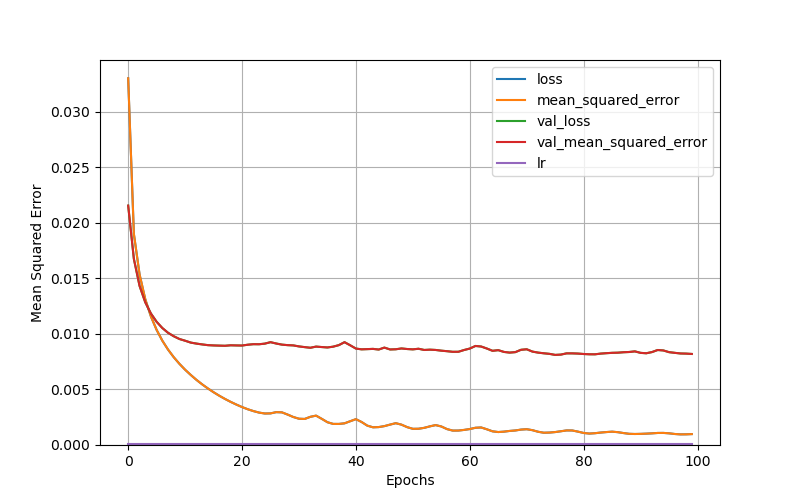 0.030
0.025
0.020
0.015
0.010
0.005
0.000
Mean Squared Error
0 20 40 60 80 100
Epochs
loss
mean_squared_error
val_loss
val_mean_squared_error
lr